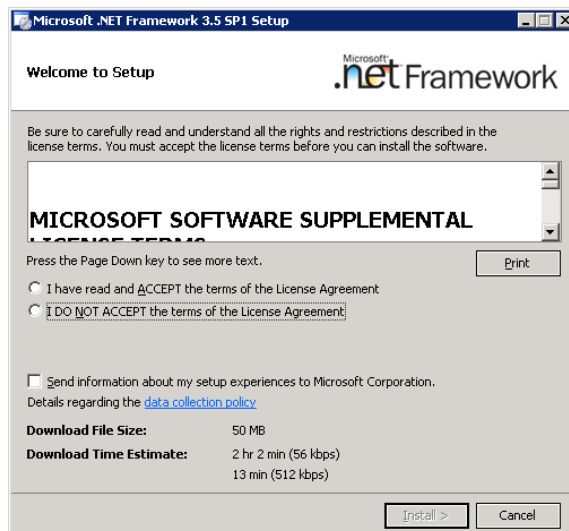 Microsoft .NET Framework 3.5 SP1 Setup
Welcome to Setup
Microsoft
.net Framework
Be sure to carefully read and understand all the rights and restrictions described in the
license terms. You must accept the license terms before you can install the software.
MICROSOFT SOFTWARE SUPPLEMENTAL
LICENSE TERMS
Press the Page Down key to see more text.
Print
I have read and ACCEPT the terms of the License Agreement
I DO NOT ACCEPT the terms of the License Agreement
Send information about my setup experiences to Microsoft Corporation.
Details regarding the data collection policy
Download File Size: 50 MB
Download Time Estimate: 2 hr 2 min (56 kbps)
13 min (512 kbps)
Install >
Cancel